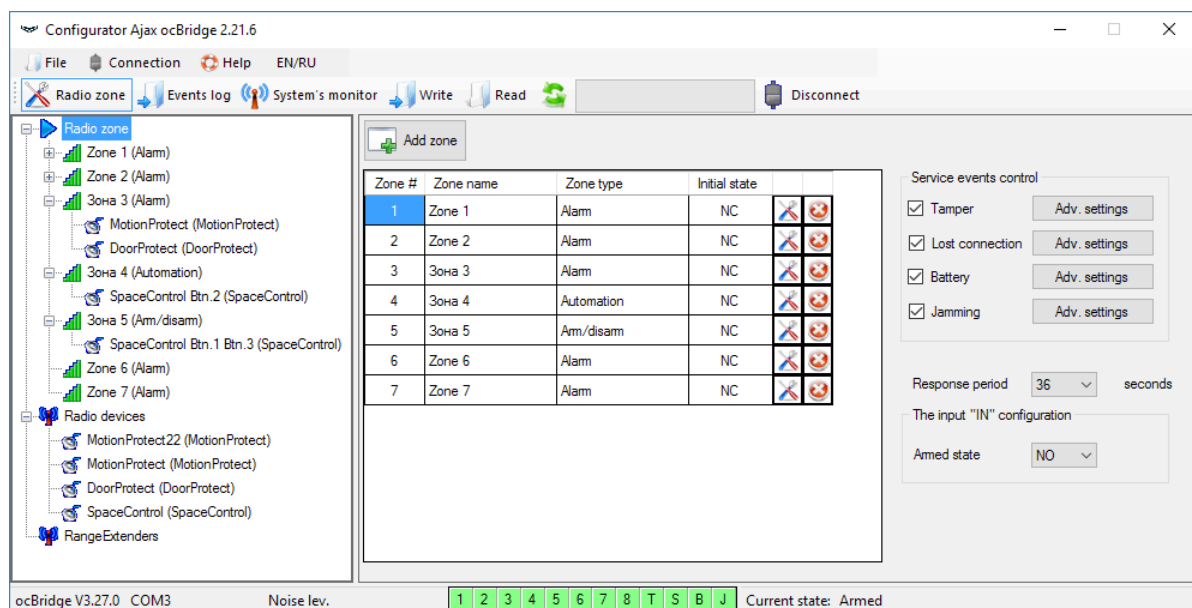 Configurator Ajax ocBridge 2.21.6
File Connection Help EN/RU
Radio zone Events log System's monitor Write Read Disconnect
Radio zone
Zone 1 (Alarm)
Zone 2 (Alarm)
Зона 3 (Alarm)
MotionProtect (MotionProtect)
DoorProtect (DoorProtect)
Зона 4 (Automation)
SpaceControl Btn.2 (SpaceControl)
Зона 5 (Arm/disarm)
SpaceControl Btn.1 Btn.3 (SpaceControl)
Zone 6 (Alarm)
Zone 7 (Alarm)
Radio devices
MotionProtect22 (MotionProtect)
MotionProtect (MotionProtect)
DoorProtect (DoorProtect)
SpaceControl (SpaceControl)
RangeExtenders
Add zone
Zone # Zone name Zone type Initial state
1 Zone 1 Alarm NC
2 Zone 2 Alarm NC
3 Зона 3 Alarm NC
4 Зона 4 Automation NC
5 Зона 5 Arm/disarm NC
6 Zone 6 Alarm NC
7 Zone 7 Alarm NC
Service events control
Tamper Adv. settings
Lost connection Adv. settings
Battery Adv. settings
Jamming Adv. settings
Response period 36 seconds
The input "IN" configuration
Armed state NO
ocBridge V3.27.0 COM3 Noise lev. 1 2 3 4 5 6 7 8 T S B J Current state: Armed